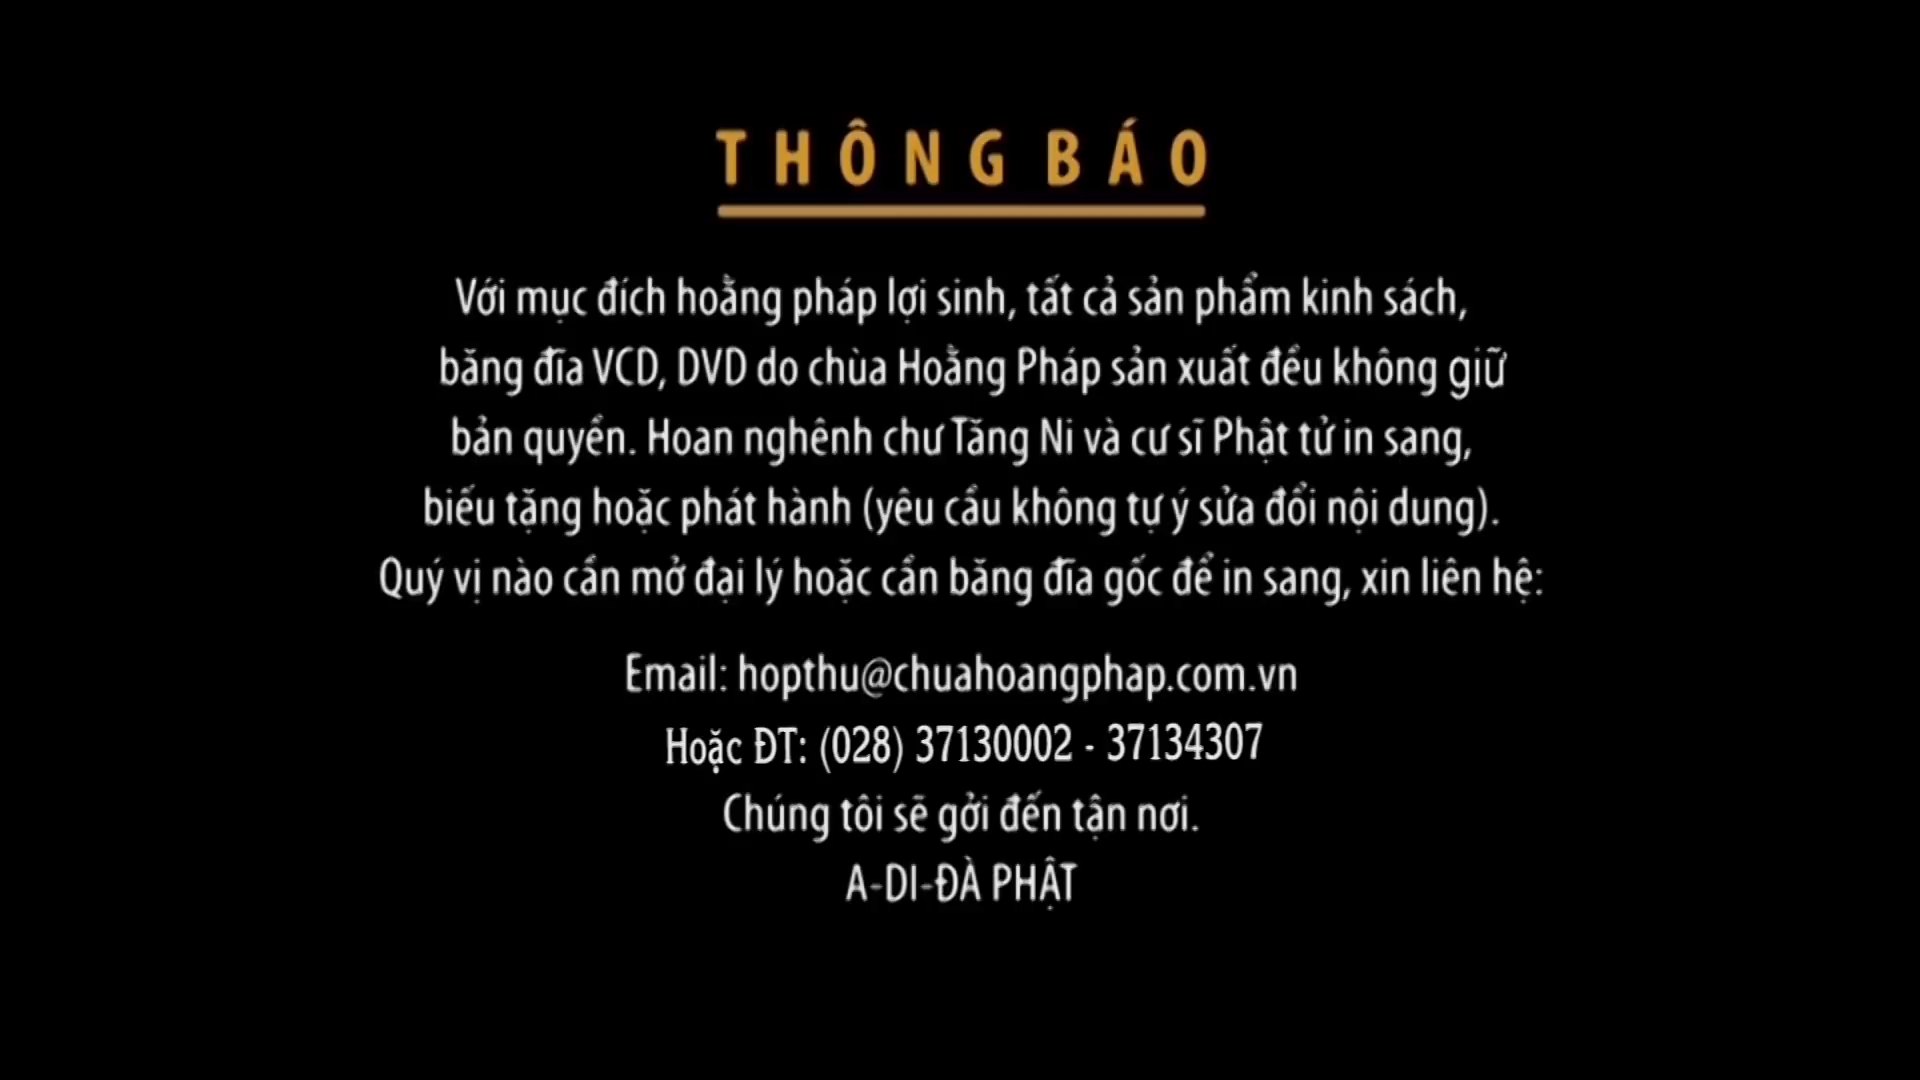 THÔNG BÁO
Với mục đích hoằng pháp lợi sinh, tất cả sản phẩm kinh sách,
băng đĩa VCD, DVD do chùa Hoằng Pháp sản xuất đều không giữ
bản quyền. Hoan nghênh chư Tăng Ni và cư sĩ Phật tử in sang,
biếu tặng hoặc phát hành (yêu cầu không tự ý sửa đổi nội dung).
Quý vị nào cần mở đại lý hoặc cần băng đĩa gốc để in sang, xin liên hệ:
Email: hopthu@chuahoangphap.com.vn
Hoặc ĐT: (028) 37130002 - 37134307
Chúng tôi sẽ gởi đến tận nơi.
A-DI-ĐÀ PHẬT